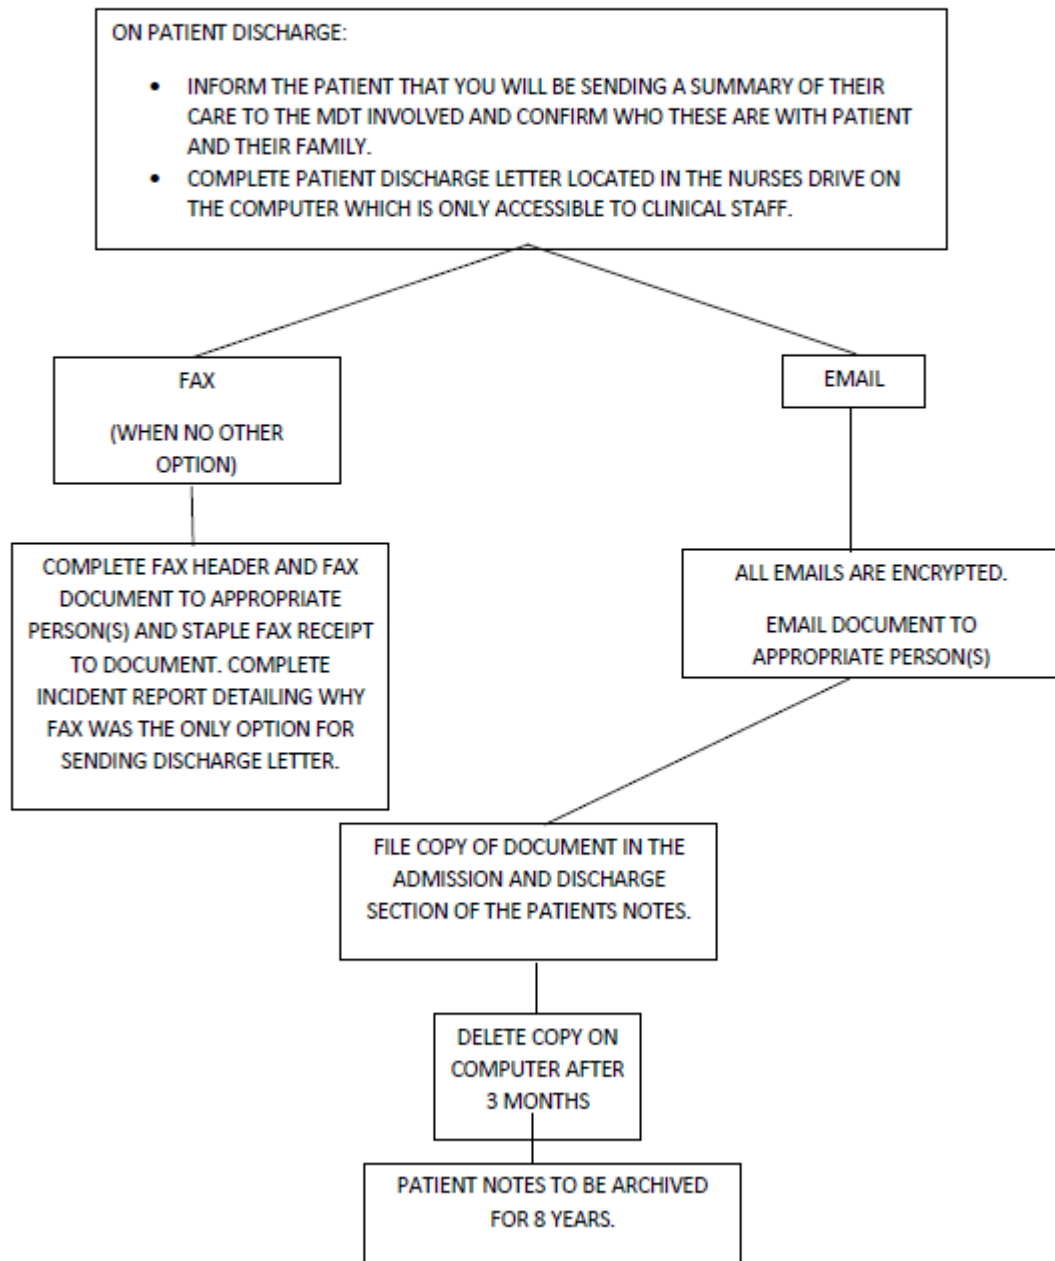 ON PATIENT DISCHARGE:
• INFORM THE PATIENT THAT YOU WILL BE SENDING A SUMMARY OF THEIR
CARE TO THE MDT INVOLVED AND CONFIRM WHO THESE ARE WITH PATIENT
AND THEIR FAMILY.
• COMPLETE PATIENT DISCHARGE LETTER LOCATED IN THE NURSES DRIVE ON
THE COMPUTER WHICH IS ONLY ACCESSIBLE TO CLINICAL STAFF.
FAX
(WHEN NO OTHER
OPTION)
EMAIL
COMPLETE FAX HEADER AND FAX
DOCUMENT TO APPROPRIATE
PERSON(S) AND STAPLE FAX RECEIPT
TO DOCUMENT. COMPLETE
INCIDENT REPORT DETAILING WHY
FAX WAS THE ONLY OPTION FOR
SENDING DISCHARGE LETTER.
ALL EMAILS ARE ENCRYPTED.
EMAIL DOCUMENT TO
APPROPRIATE PERSON(S)
FILE COPY OF DOCUMENT IN THE
ADMISSION AND DISCHARGE
SECTION OF THE PATIENTS NOTES.
DELETE COPY ON
COMPUTER AFTER
3 MONTHS
PATIENT NOTES TO BE ARCHIVED
FOR 8 YEARS.